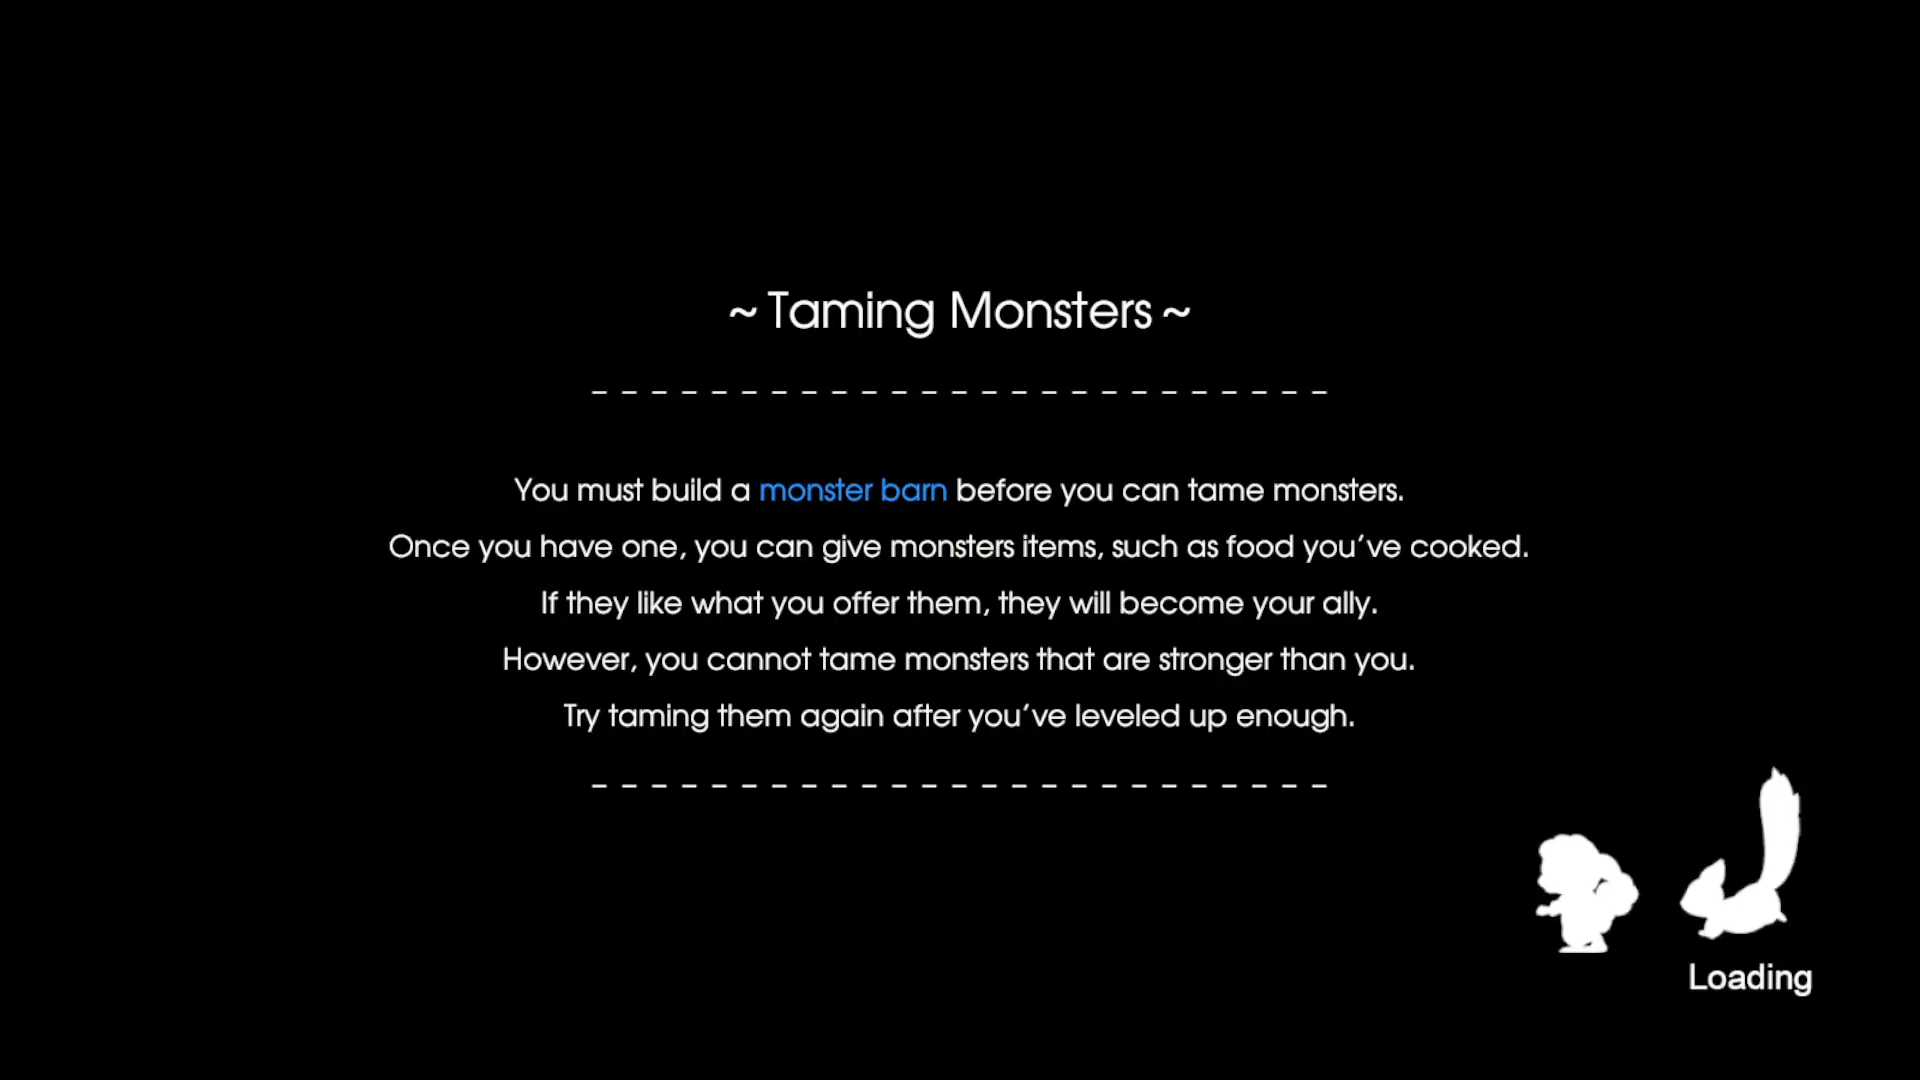 ~ Taming Monsters ~
You must build a monster barn before you can tame monsters.
Once you have one, you can give monsters items, such as food you've cooked.
If they like what you offer them, they will become your ally.
However, you cannot tame monsters that are stronger than you.
Try taming them again after you've leveled up enough.
Loading